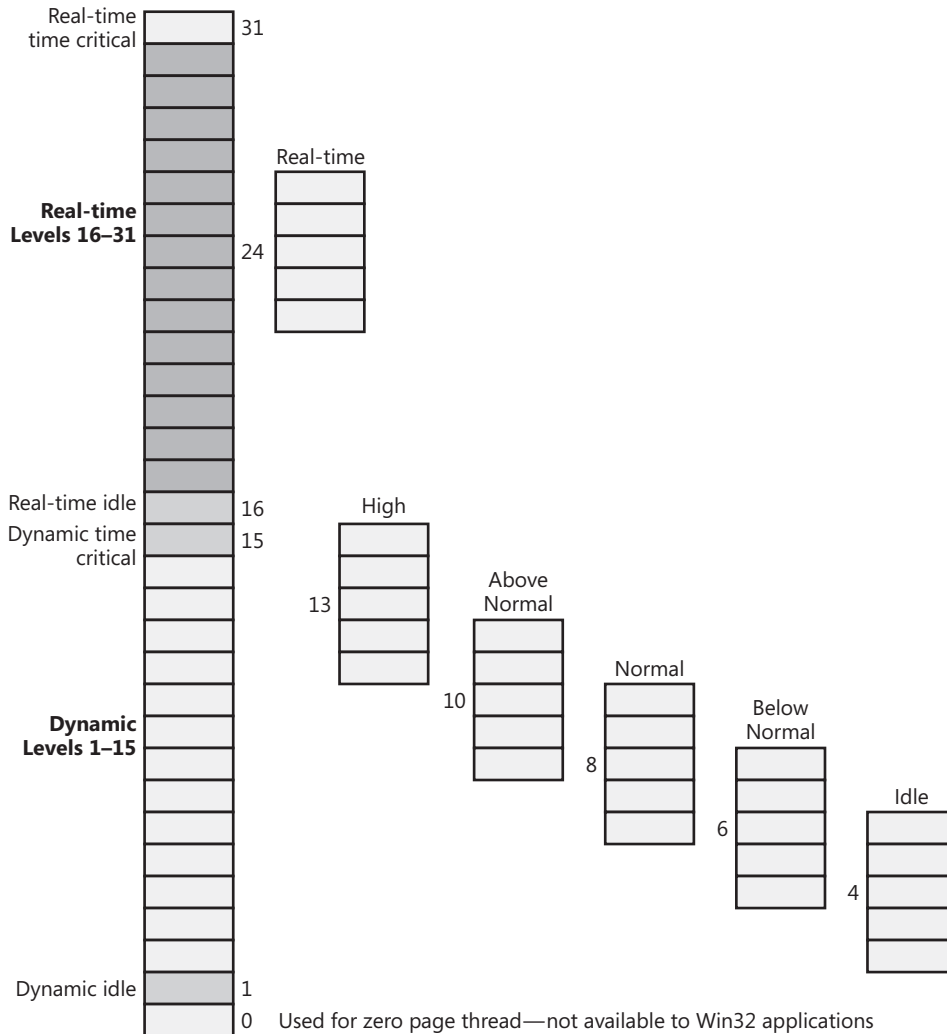 Real-time
time critical
31
Real-time
Real-time
Levels 16–31
24
Real-time idle
16
High
Dynamic time
critical
15
Above
Normal
13
Normal
10
Below
Normal
Dynamic
Levels 1–15
8
Idle
6
4
Dynamic idle
1
0 Used for zero page thread—not available to Win32 applications